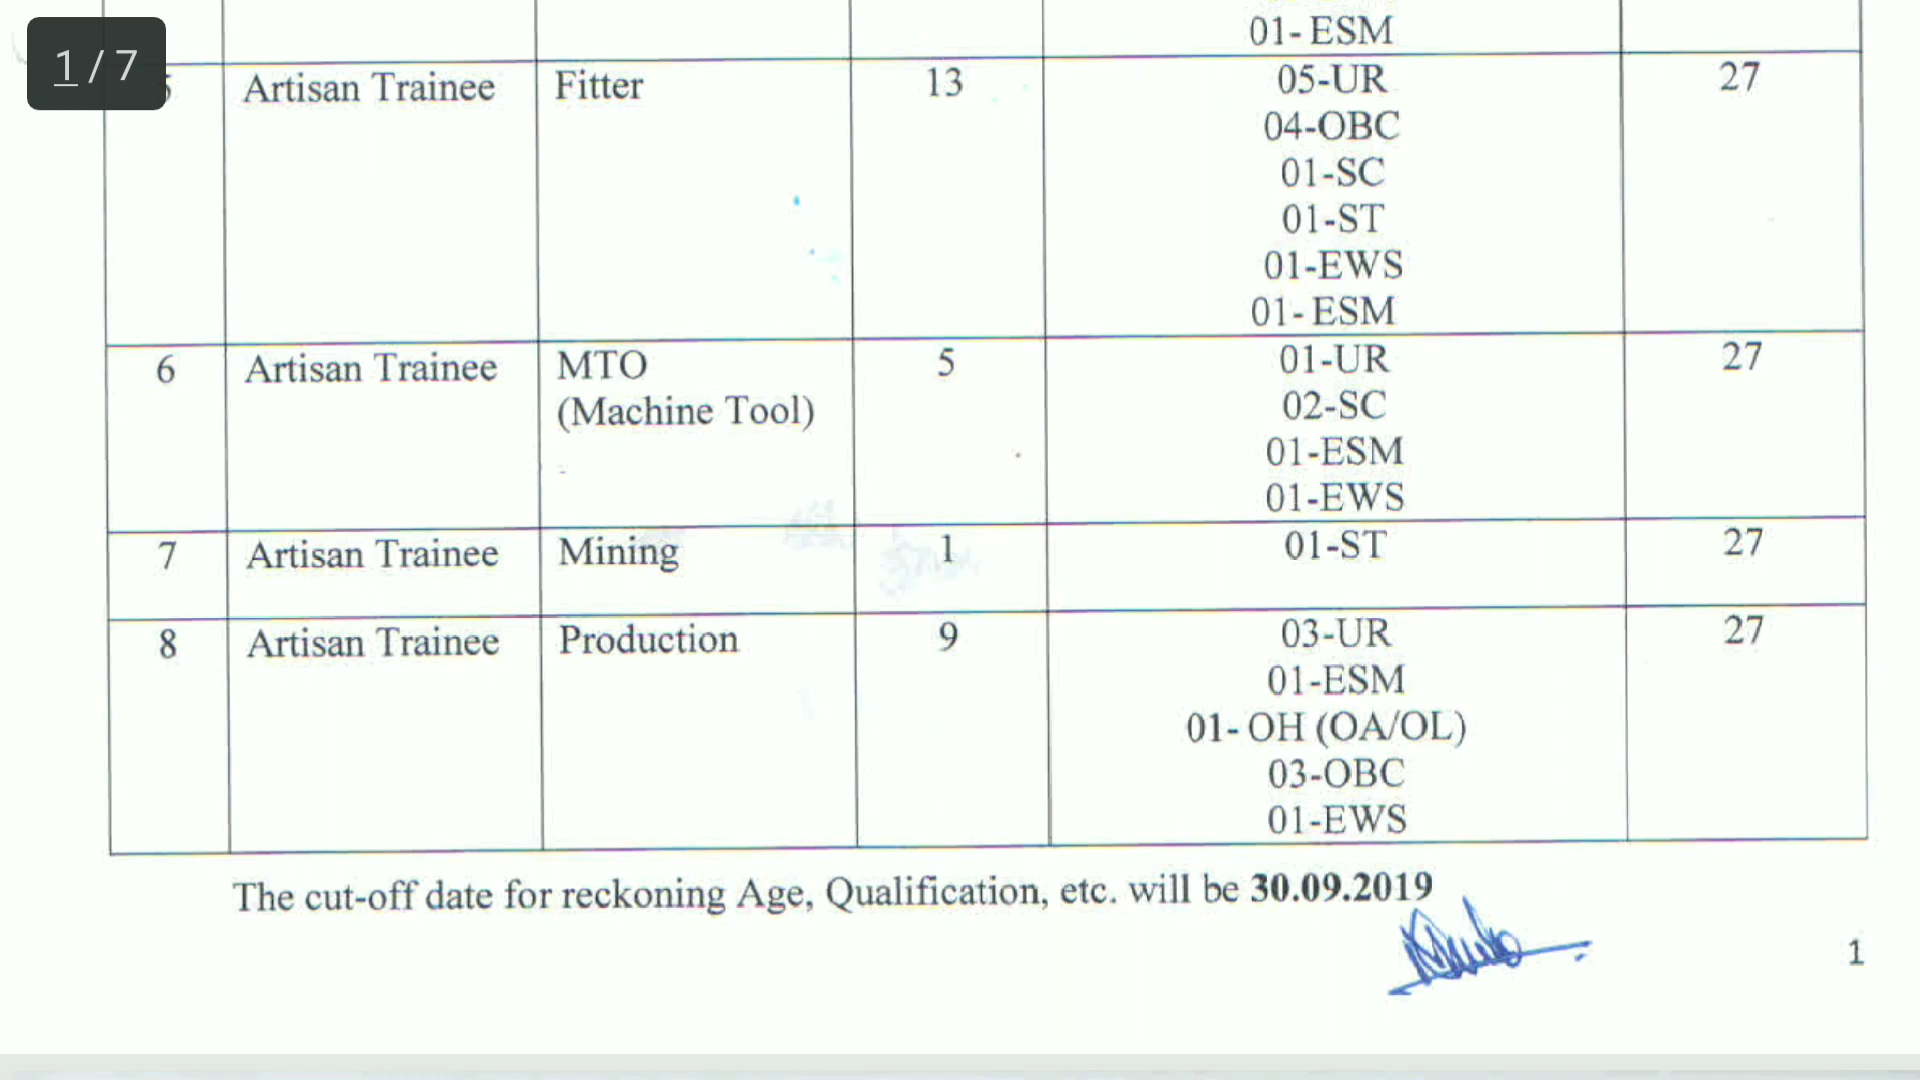 01- ESM
1 / 7
5 Artisan Trainee Fitter 13 05-UR 27
04-OBC
01-SC
01-ST
01-EWS
01- ESM
6 Artisan Trainee MTO 5 01-UR 27
(Machine Tool) 02-SC
01-ESM
01-EWS
7 Artisan Trainee Mining 1 01-ST 27
8 Artisan Trainee Production 9 03-UR 27
01-ESM
01- OH (OA/OL)
03-OBC
01-EWS
The cut-off date for reckoning Age, Qualification, etc. will be 30.09.2019
1